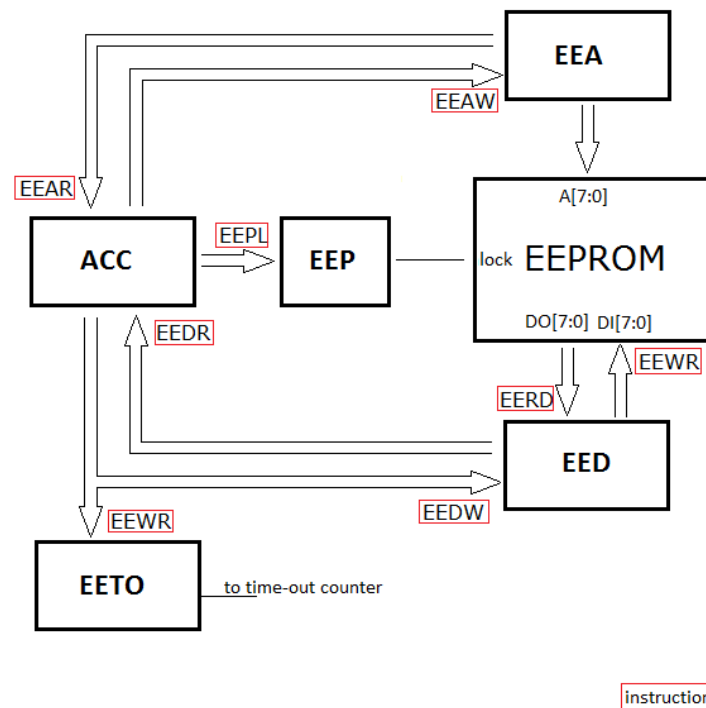 EEA
EEAW
EEAR
A[7:0]
ACC
EEPL
EEP
lock
EEPROM
DO[7:0] DI[7:0]
EEDR
EEWR
EERD
EED
EEWR
EEDW
EETO
to time-out counter
instruction